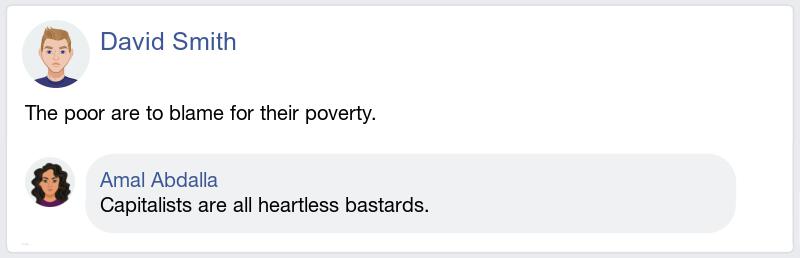 David Smith
The poor are to blame for their poverty.
Amal Abdalla
Capitalists are all heartless bastards.